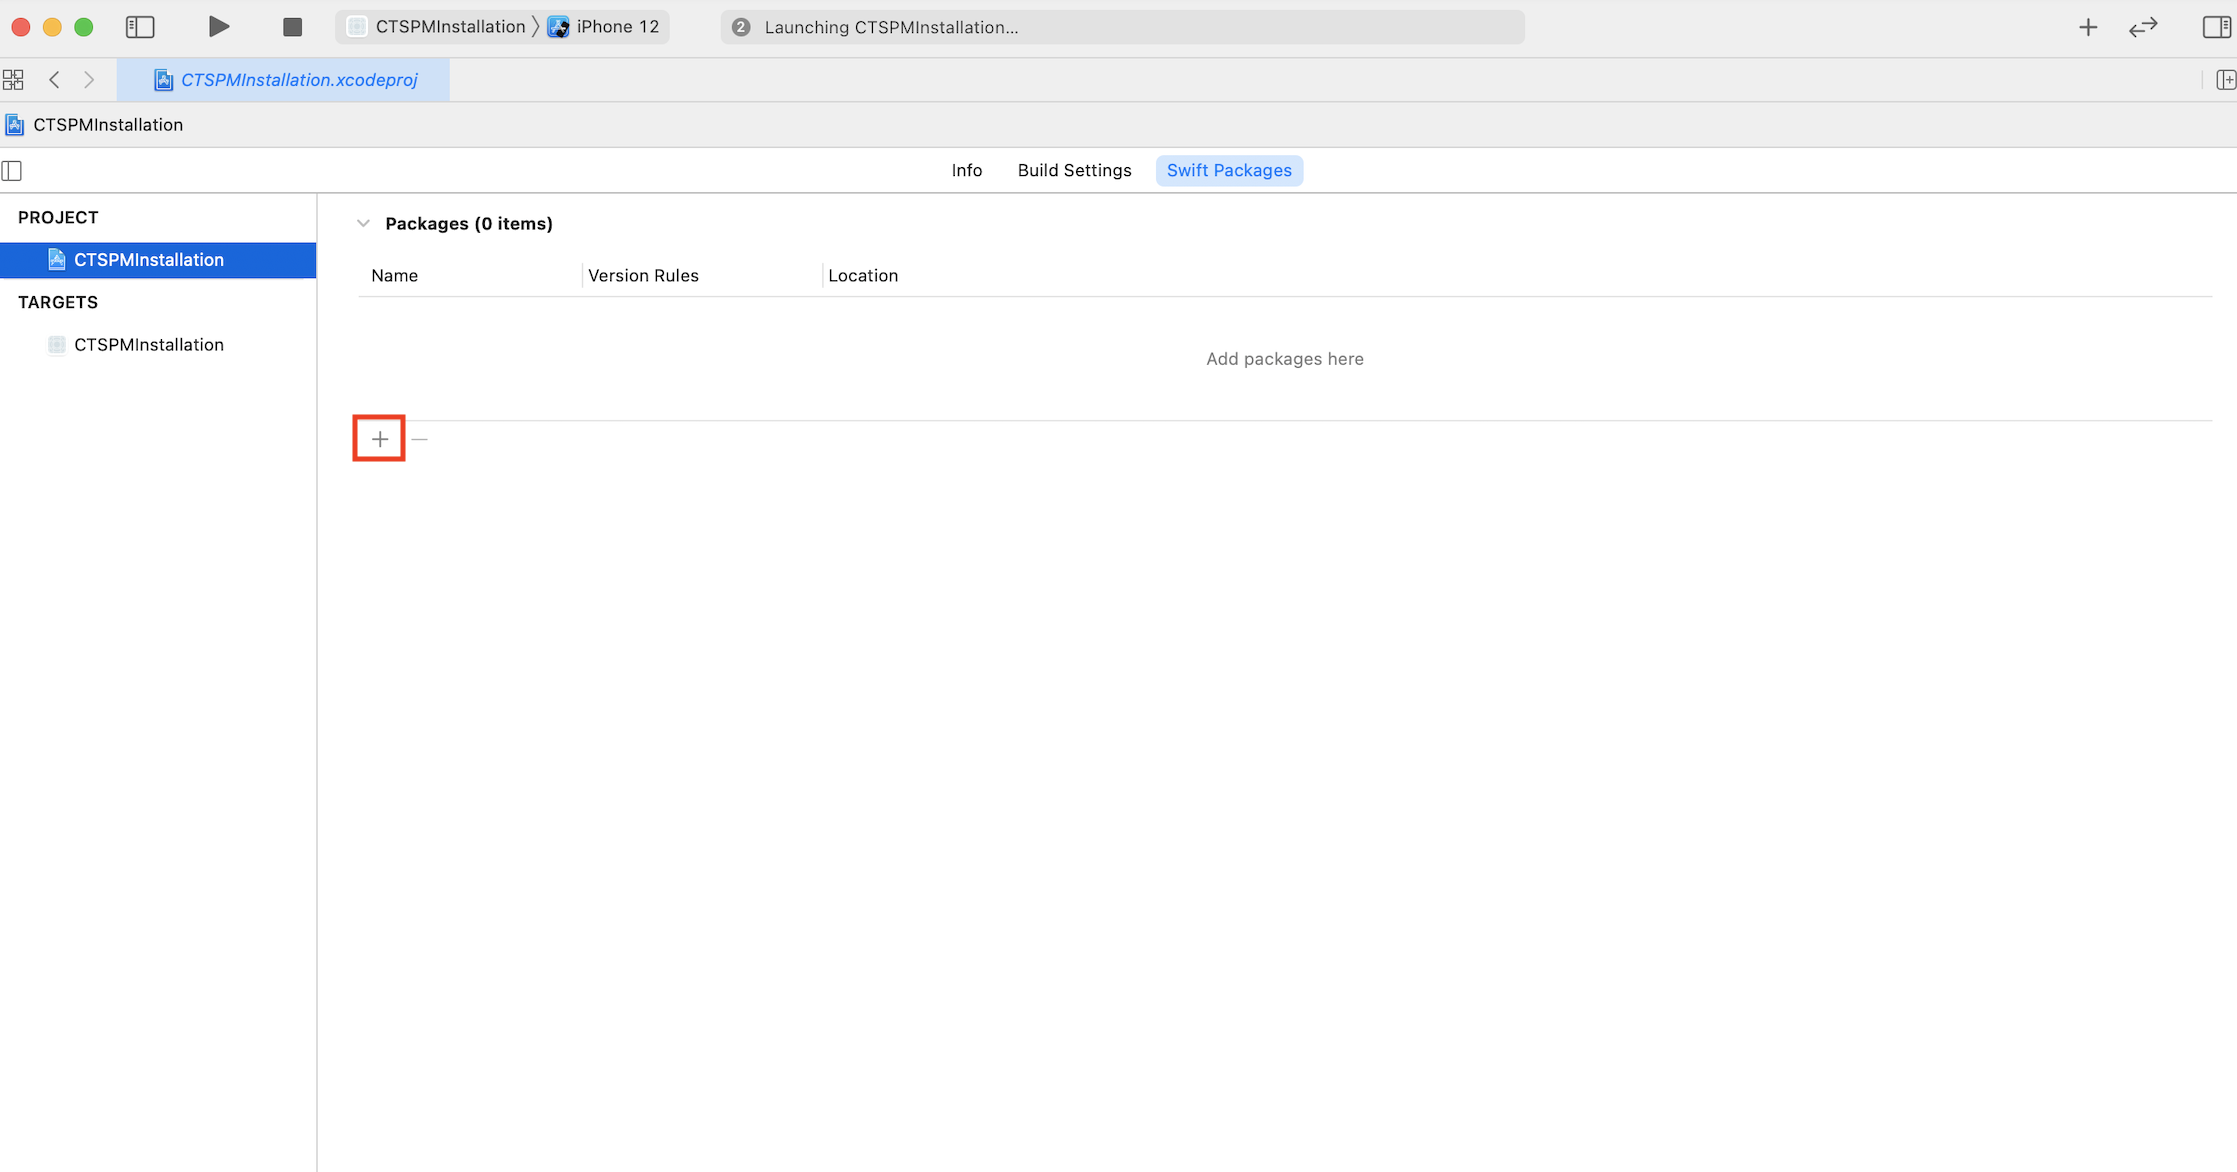 CTSPMInstallation 〉 iPhone 12
2 Launching CTSPMInstallation...
CTSPMInstallation.xcodeproj
CTSPMInstallation
Info Build Settings Swift Packages
PROJECT
CTSPMInstallation
TARGETS
CTSPMInstallation
Packages (0 items)
Name Version Rules Location
Add packages here